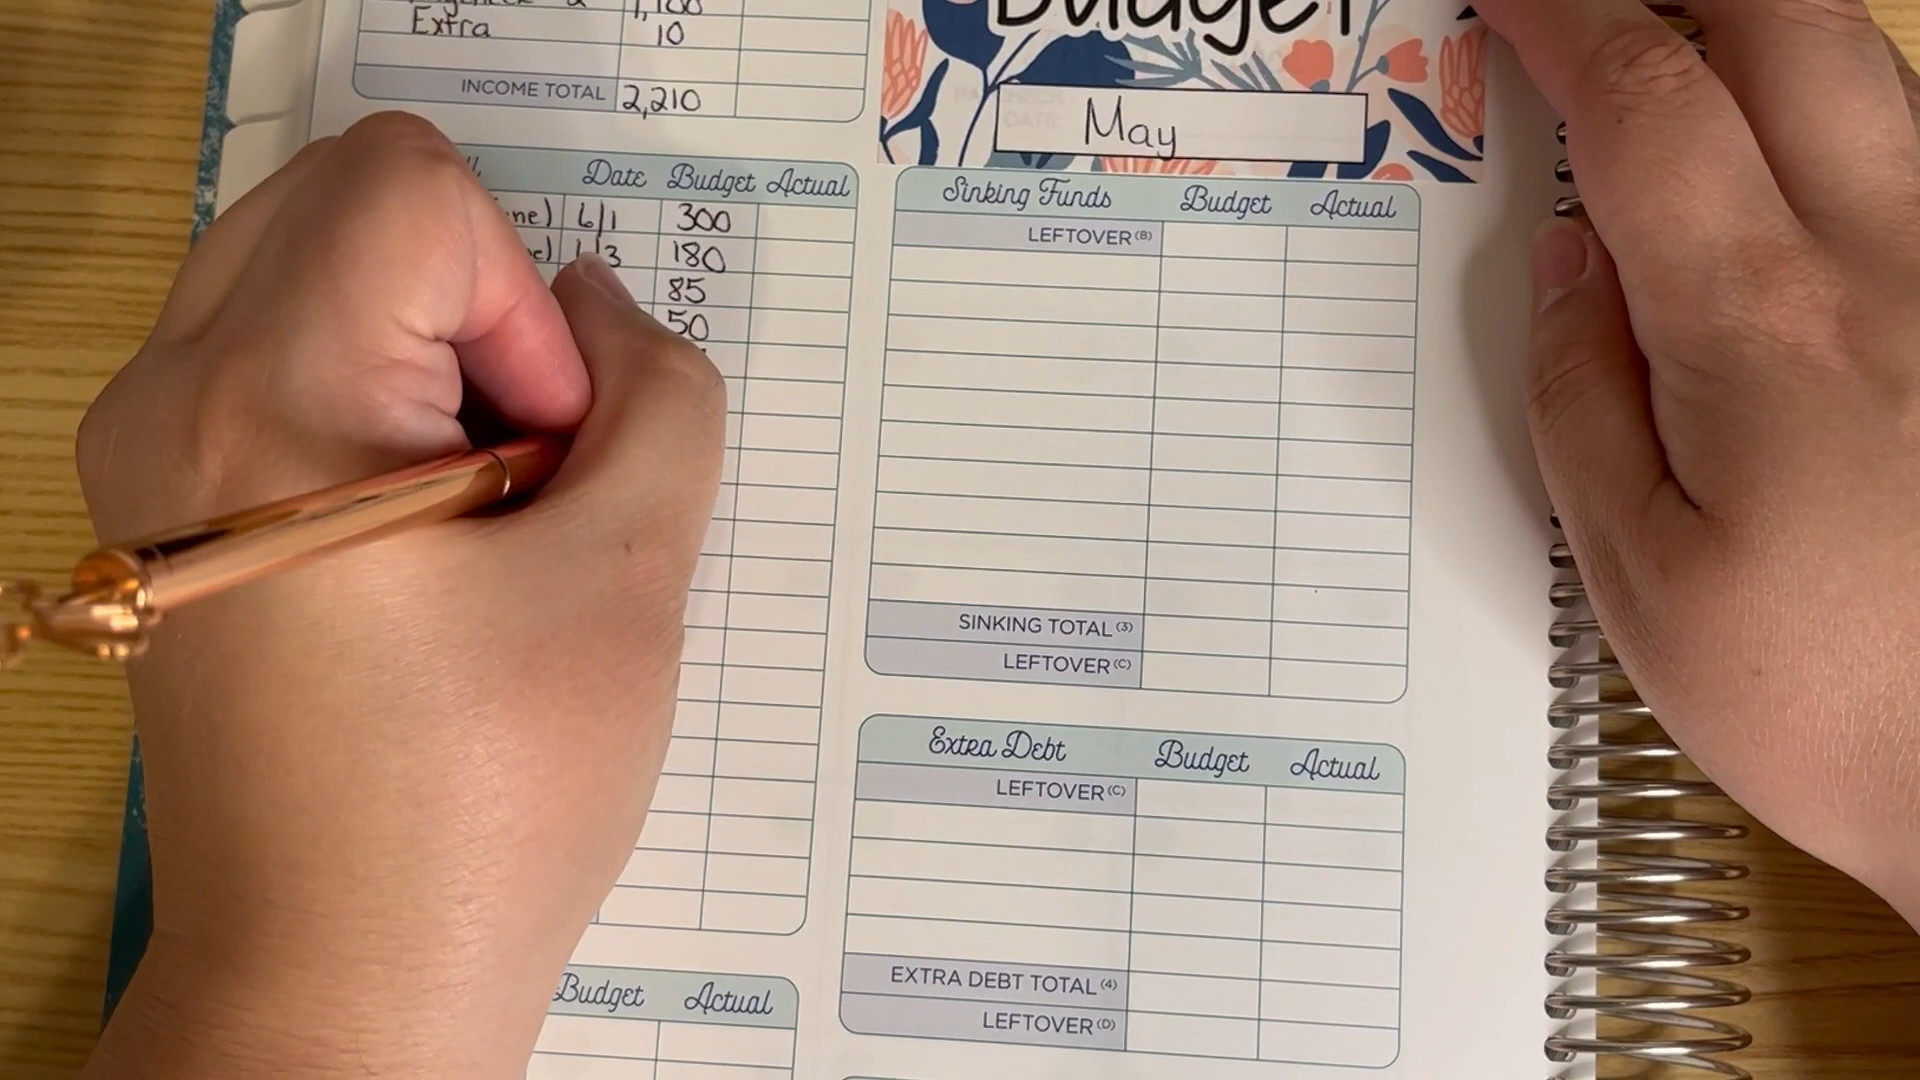 Extra 10
INCOME TOTAL 2,210
Budget
May
Date Budget Actual
6/1 300
180
85
50
Sinking Funds Budget Actual
LEFTOVER (B)
SINKING TOTAL (3)
LEFTOVER (C)
Extra Debt Budget Actual
LEFTOVER (C)
EXTRA DEBT TOTAL (4)
LEFTOVER (D)
Budget Actual